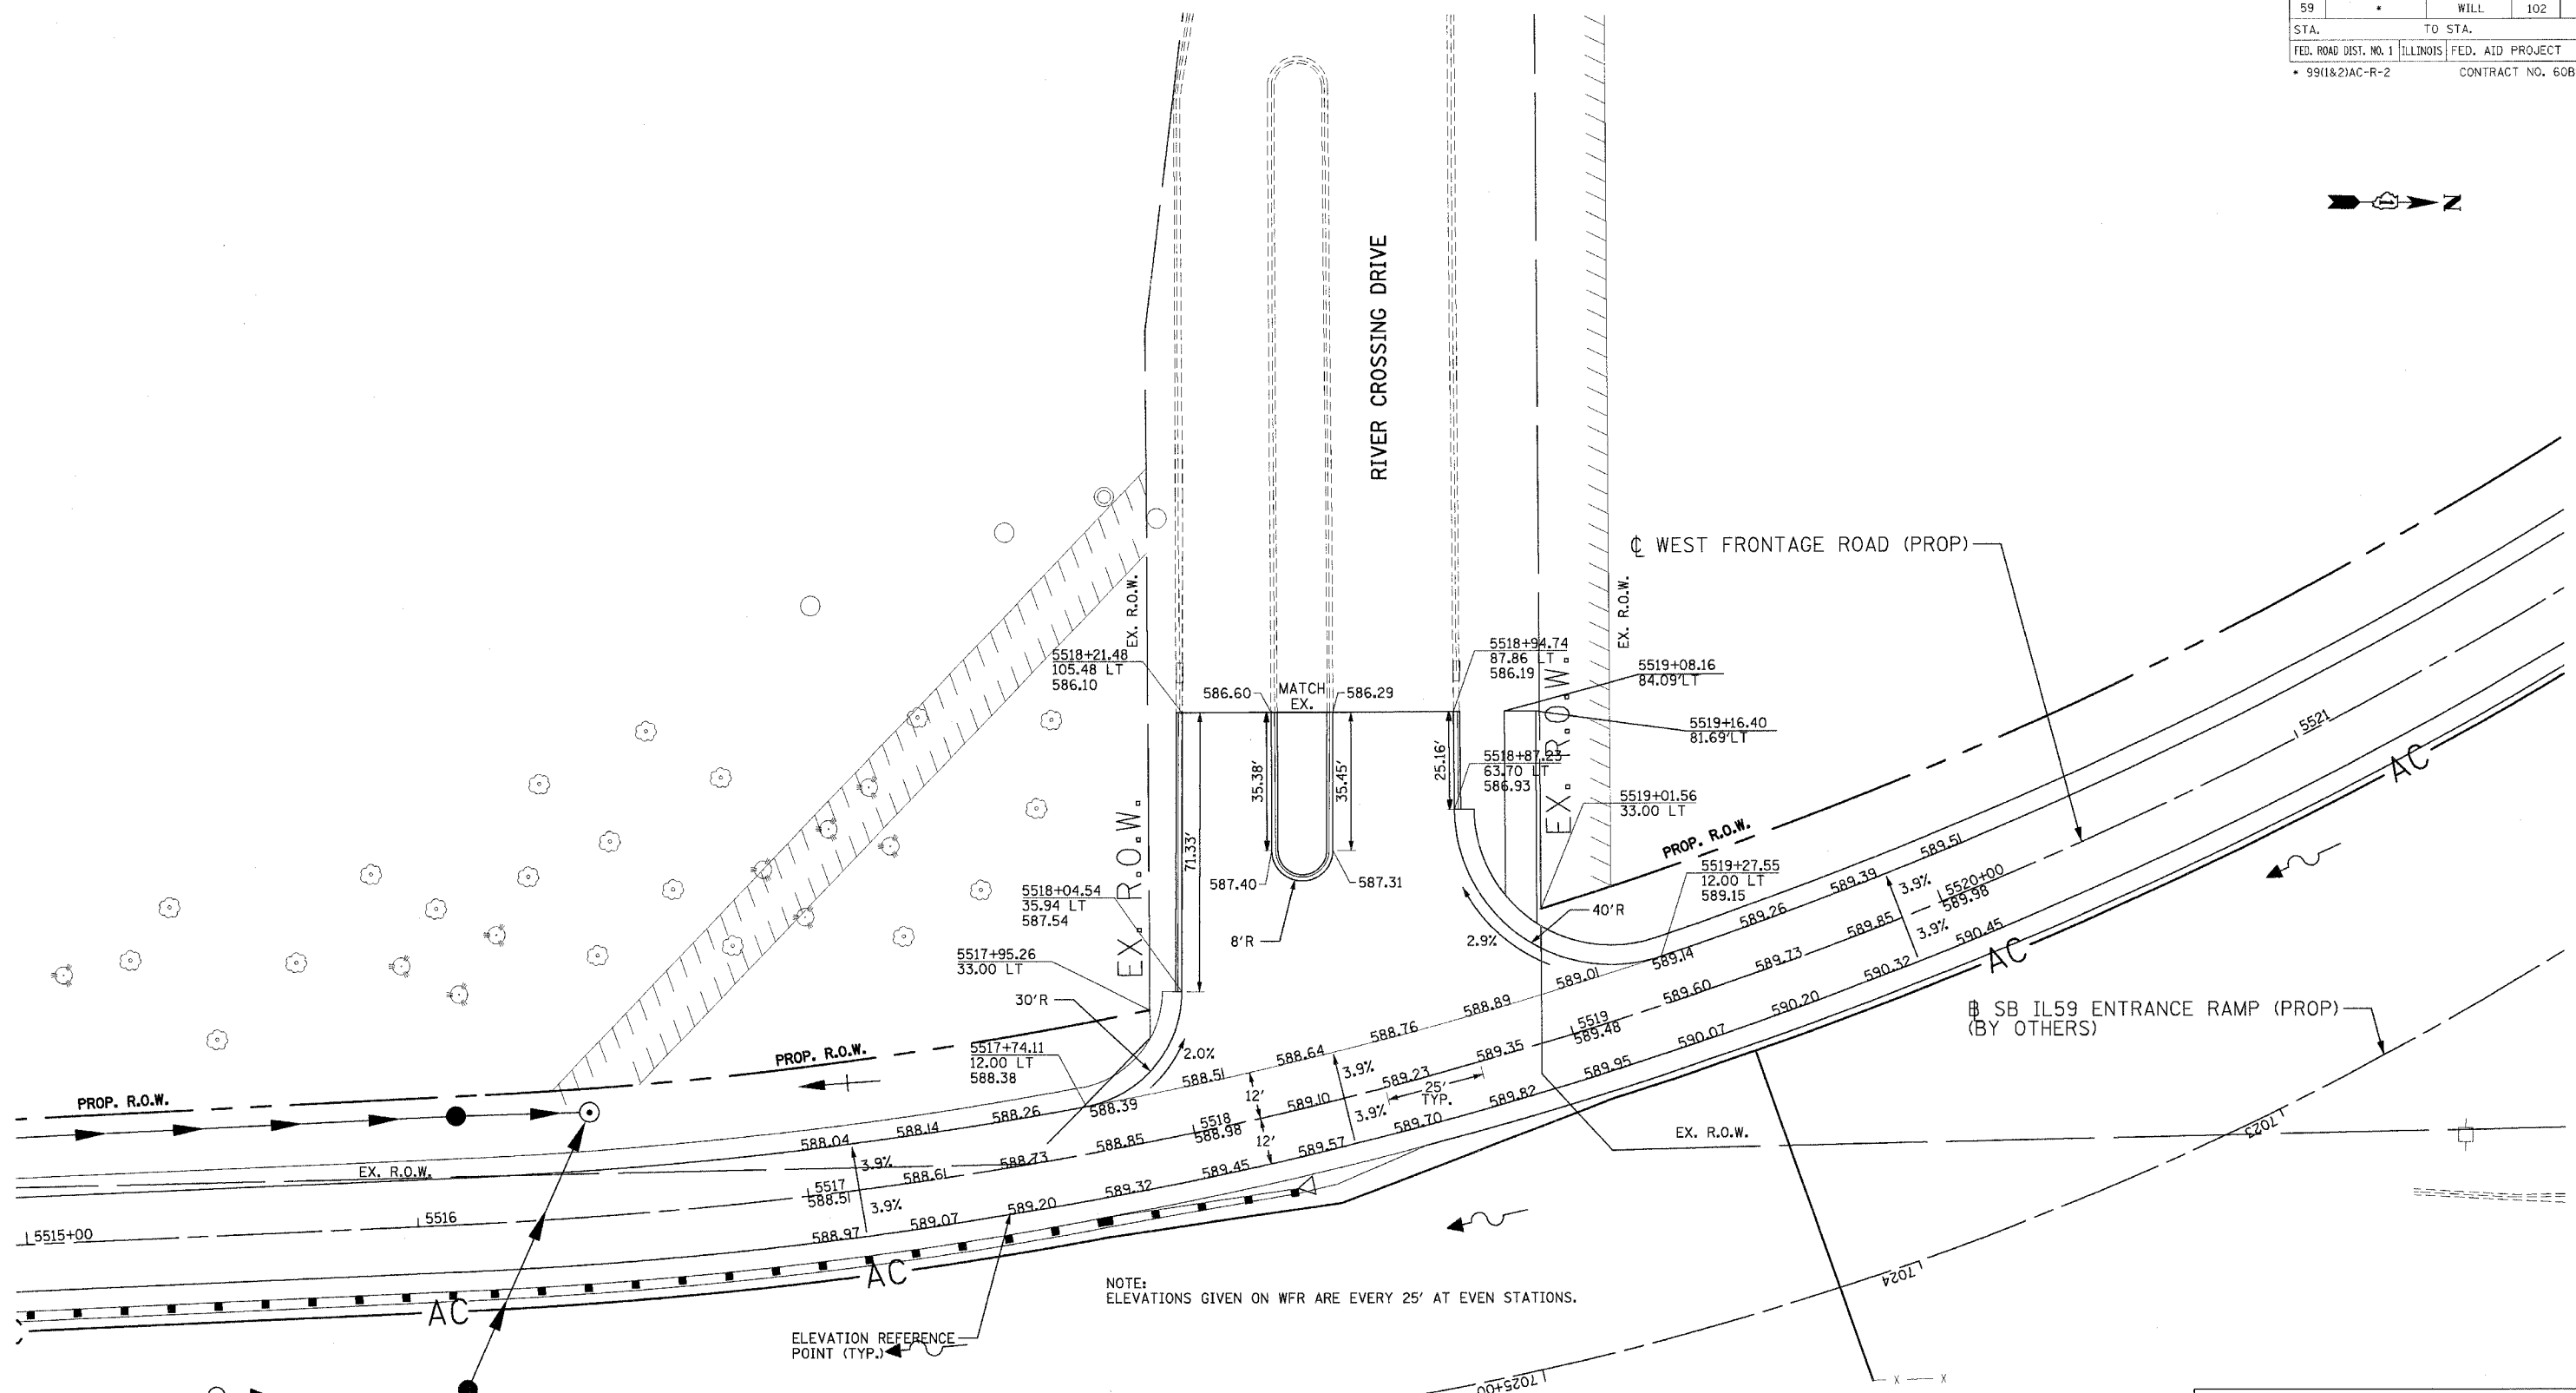 59 * WILL 102
STA. TO STA.
FED. ROAD DIST. NO. 1 ILLINOIS FED. AID PROJECT
* 99(1&2)AC-R-2 CONTRACT NO. 60B
N
RIVER CROSSING DRIVE
℄ WEST FRONTAGE ROAD (PROP)
EX. R.O.W.
EX. R.O.W.
5518+21.48
105.48 LT
586.10
586.60
MATCH
EX.
586.29
5518+94.74
87.86 LT
586.19
5519+08.16
84.09'LT
5519+16.40
81.69'LT
5521
EX. R.O.W.
EX. R.O.W.
71.33'
35.38'
35.45'
25.16'
5518+87.23
63.70 LT
586.93
5519+01.56
33.00 LT
PROP. R.O.W.
AC
587.40
587.31
8'R
40'R
2.9%
5518+04.54
35.94 LT
587.54
5519+27.55
12.00 LT
589.15
5517+95.26
33.00 LT
30'R
2.0%
5517+74.11
12.00 LT
588.38
PROP. R.O.W.
PROP. R.O.W.
588.04
588.14
588.26
588.39
588.51
588.64
588.76
588.89
589.01
589.14
589.26
589.39
589.51
3.9%
3.9%
5520+00
589.98
5517
588.51
588.61
588.73
588.85
5518
588.98
589.10
589.23
589.35
5519
589.48
589.60
589.73
589.85
12'
12'
25'
TYP.
3.9%
3.9%
3.9%
3.9%
588.97
589.07
589.20
589.32
589.45
589.57
589.70
589.82
589.95
590.07
590.20
590.32
590.45
AC
SB IL59 ENTRANCE RAMP (PROP)
(BY OTHERS)
EX. R.O.W.
EX. R.O.W.
5515+00
5516
7023
7024
7025+00
AC
AC
NOTE:
ELEVATIONS GIVEN ON WFR ARE EVERY 25' AT EVEN STATIONS.
ELEVATION REFERENCE
POINT (TYP.)
X X